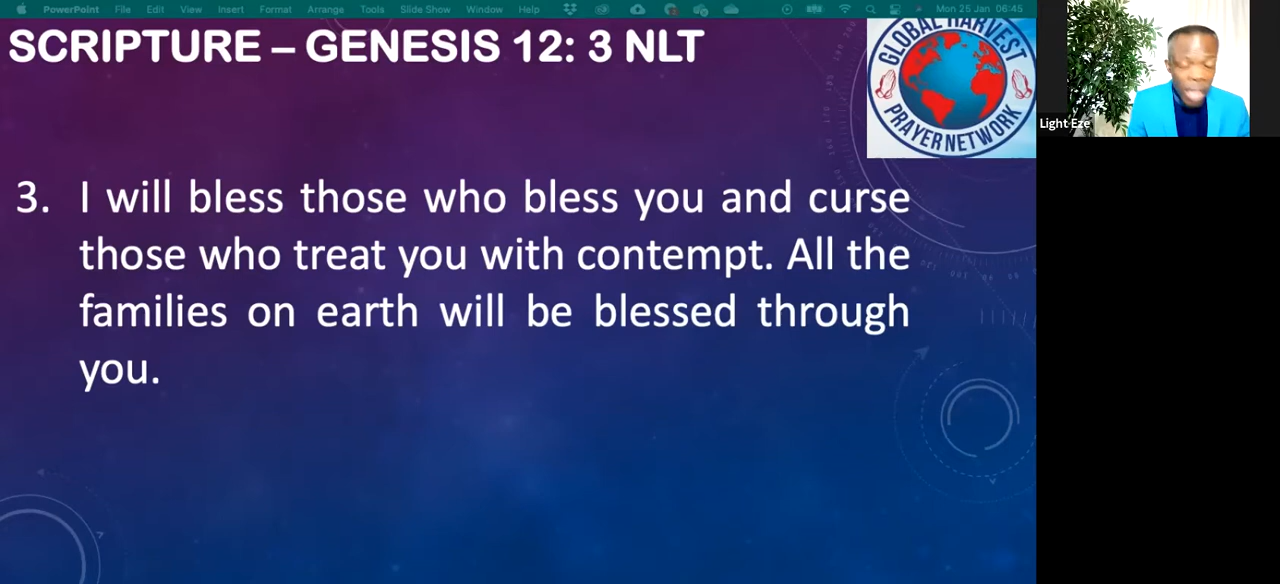 PowerPoint File Edit View Insert Format Arrange Tools Slide Show Window Help Mon 25 Jan 06:45
SCRIPTURE – GENESIS 12: 3 NLT
GLOBAL HARVEST
PRAYER NETWORK
Light Eze
3. I will bless those who bless you and curse
those who treat you with contempt. All the
families on earth will be blessed through
you.